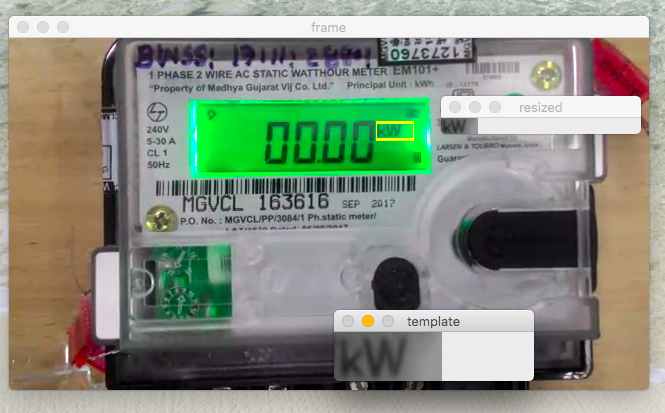 frame
1273760
1 PHASE 2 WIRE AC STATIC WATTHOUR METER EM101+
"Property of Madhya Gujarat Vij Co. Ltd." Principal Unit : kWh
resized
kW
240V
5-30 A
CL 1
50Hz
00.00 kW
LARSEN & TOUBRO
MGVCL 163616 SEP 2017
P.O. No. : MGVCL/PP/3084/1 Ph.static meter/
template
kW